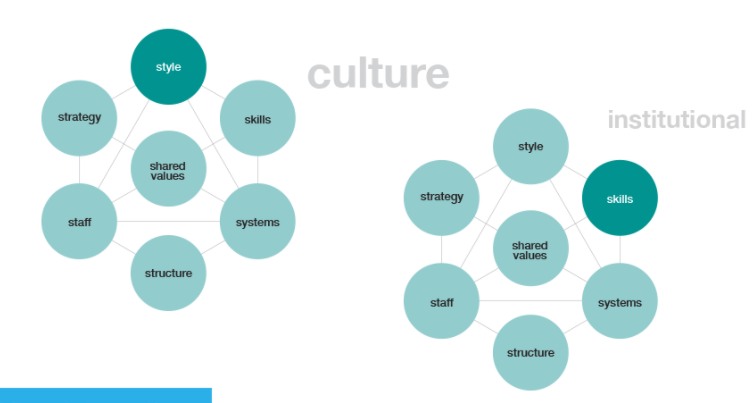 culture
style
strategy
skills
shared
values
staff
systems
structure
institutional
style
strategy
skills
shared
values
staff
systems
structure